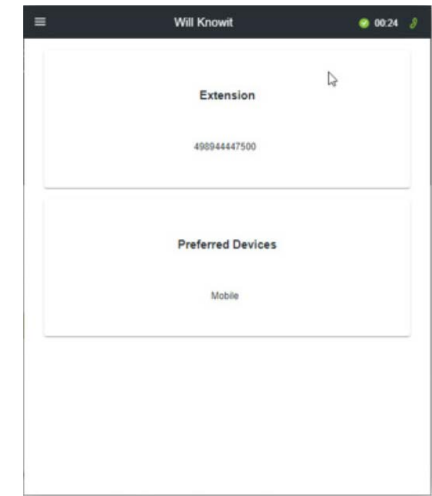 Will Knowit 00:24
Extension
498944447500
Preferred Devices
Mobile